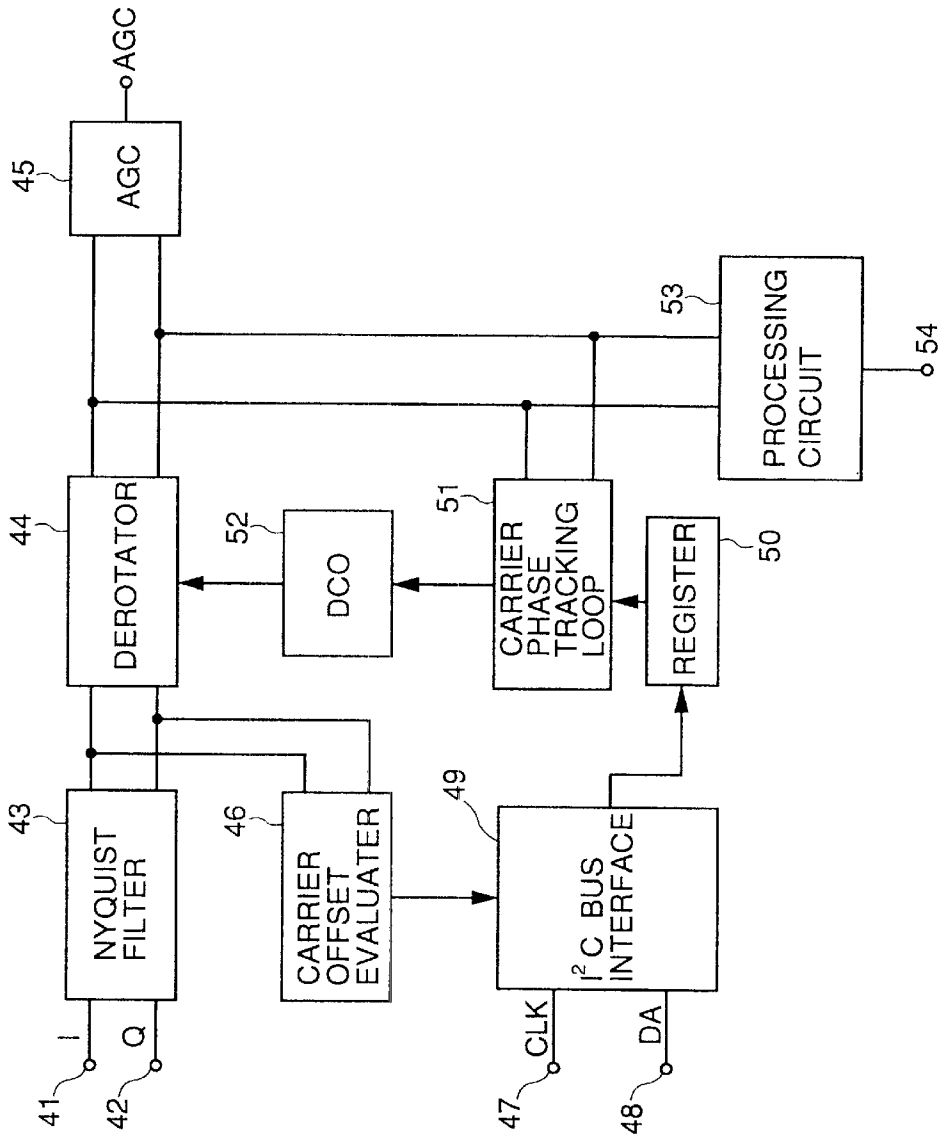 41
I
42
Q
43
NYQUIST
FILTER
44
DEROTATOR
45
AGC
AGC
46
CARRIER
OFFSET
EVALUATER
52
DCO
47
CLK
48
DA
49
I² C BUS
INTERFACE
51
CARRIER
PHASE
TRACKING
LOOP
REGISTER
50
53
PROCESSING
CIRCUIT
54